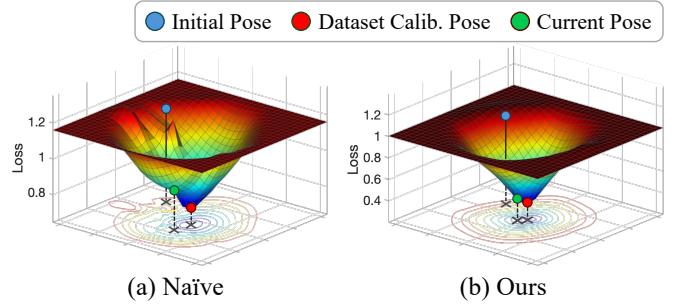 Initial Pose Dataset Calib. Pose Current Pose
1.2
1
0.8
Loss
1.2
1.0
0.8
0.6
0.4
Loss
(a) Naïve
(b) Ours